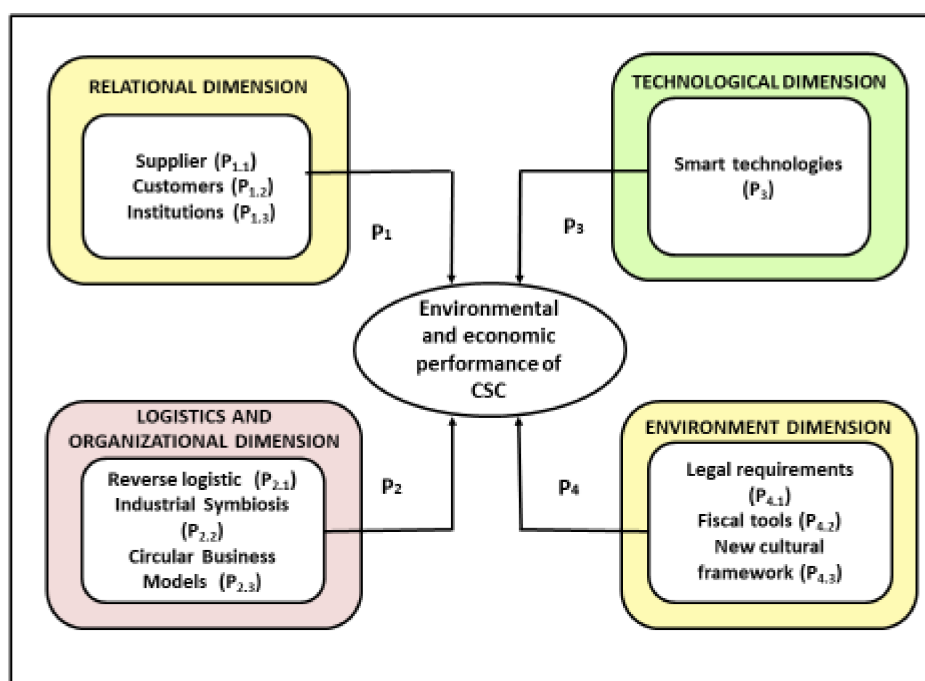 RELATIONAL DIMENSION
Supplier (P1.1)
Customers (P1.2)
Institutions (P1.3)
P1
TECHNOLOGICAL DIMENSION
Smart technologies
(P3)
P3
Environmental
and economic
performance of
CSC
LOGISTICS AND
ORGANIZATIONAL DIMENSION
Reverse logistic (P2.1)
Industrial Symbiosis
(P2.2)
Circular Business
Models (P2.3)
P2
ENVIRONMENT DIMENSION
Legal requirements
(P4.1)
Fiscal tools (P4.2)
New cultural
framework (P4.3)
P4